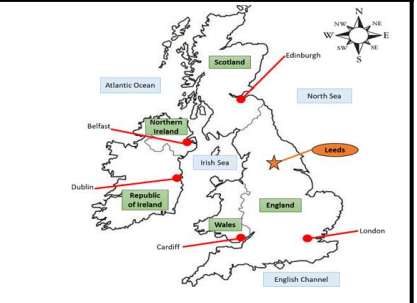 N
NW
NE
W
E
SW
SE
S
Edinburgh
Scotland
Atlantic Ocean
North Sea
Belfast
Northern
Ireland
Leeds
Irish Sea
Dublin
Republic
of Ireland
England
Wales
London
Cardiff
English Channel